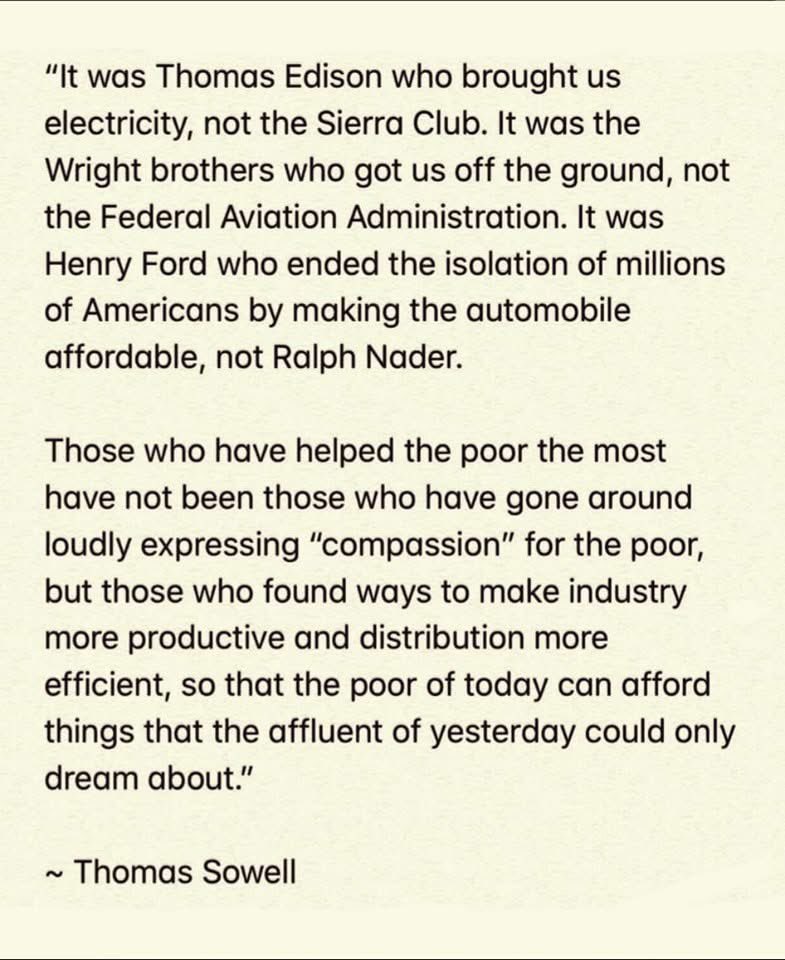 “It was Thomas Edison who brought us
electricity, not the Sierra Club. It was the
Wright brothers who got us off the ground, not
the Federal Aviation Administration. It was
Henry Ford who ended the isolation of millions
of Americans by making the automobile
affordable, not Ralph Nader.
Those who have helped the poor the most
have not been those who have gone around
loudly expressing “compassion” for the poor,
but those who found ways to make industry
more productive and distribution more
efficient, so that the poor of today can afford
things that the affluent of yesterday could only
dream about.”
~ Thomas Sowell